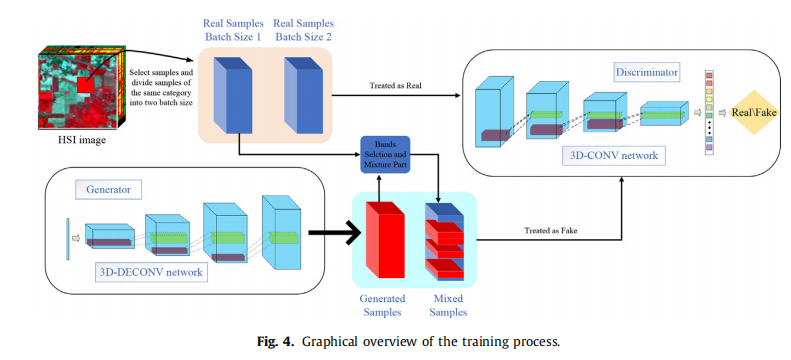 Real Samples
Batch Size 1
Real Samples
Batch Size 2
Select samples and
divide samples of
the same category
into two batch size
HSI image
Treated as Real
Discriminator
Real\Fake
3D-CONV network
Bands
Selction and
Mixture Part
Generator
3D-DECONV network
Treated as Fake
Generated
Samples
Mixed
Samples
Fig. 4. Graphical overview of the training process.